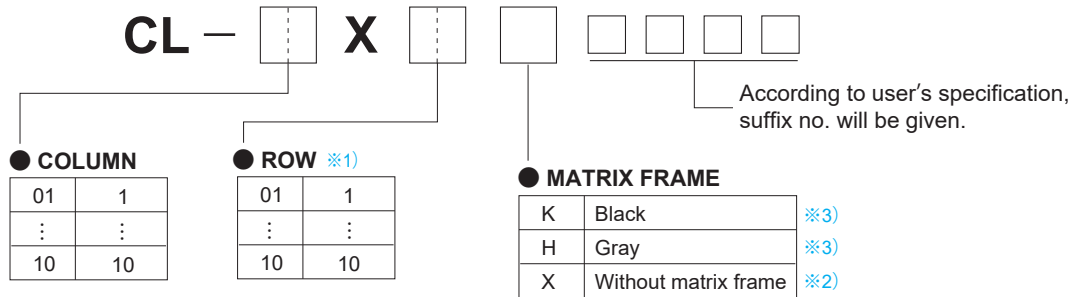 CL – X
According to user's specification,
suffix no. will be given.
● COLUMN
01 1
⋮ ⋮
10 10
● ROW ※1)
01 1
⋮ ⋮
10 10
● MATRIX FRAME
K Black ※3)
H Gray ※3)
X Without matrix frame ※2)